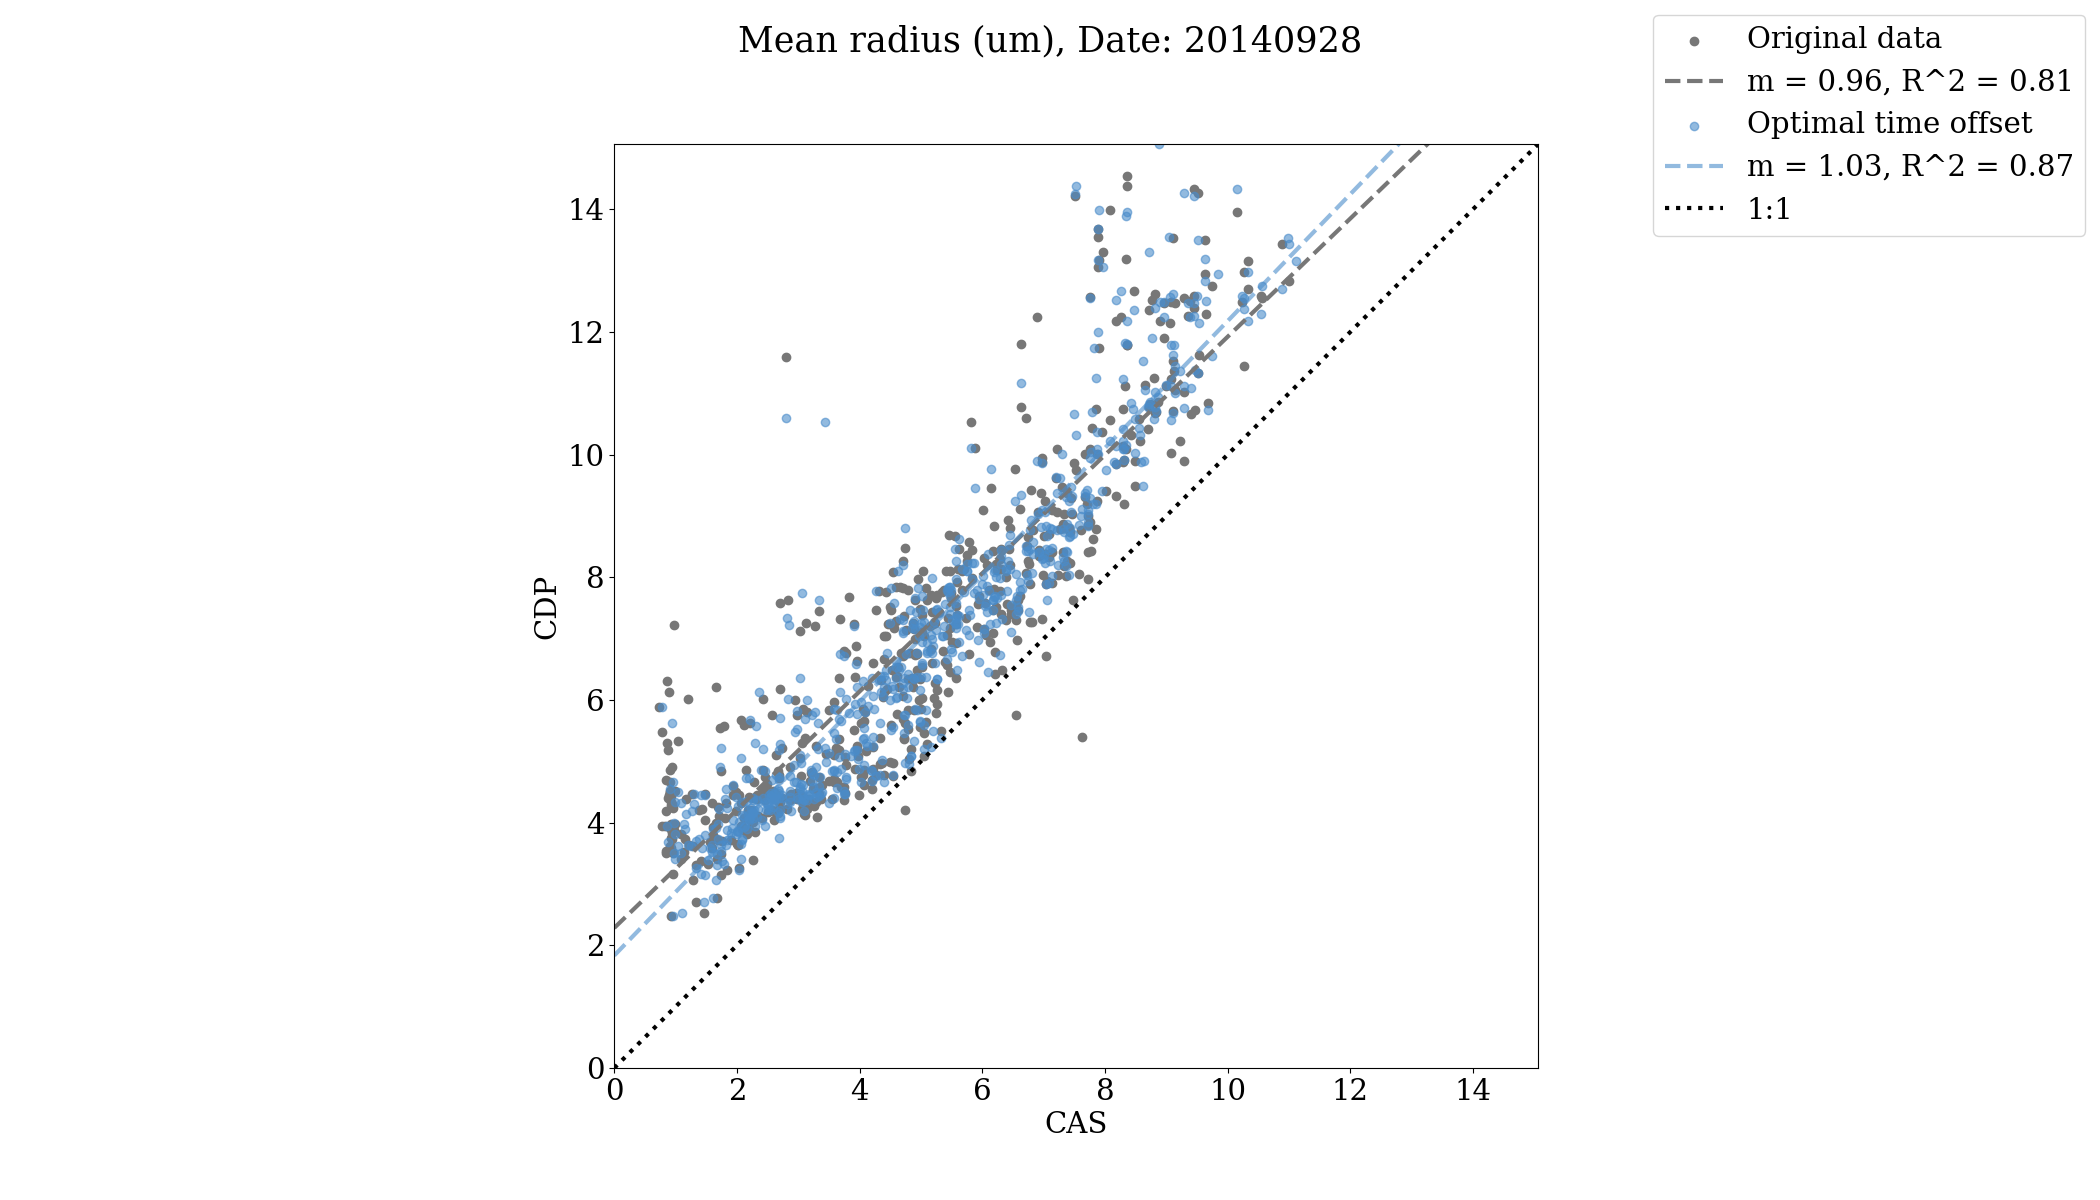 Mean radius (um), Date: 20140928
Original data
m = 0.96, R^2 = 0.81
Optimal time offset
m = 1.03, R^2 = 0.87
1:1
14
12
10
8
6
4
2
0
CDP
0 2 4 6 8 10 12 14
CAS